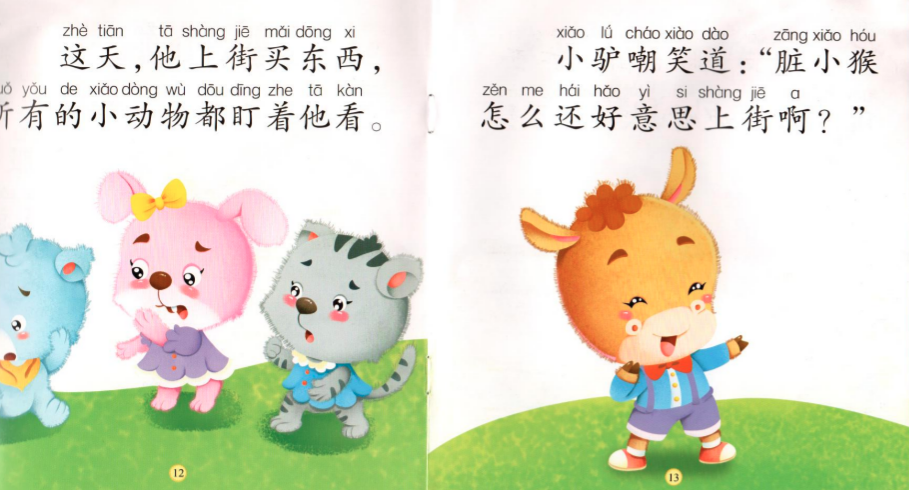 zhè tiān tā shàng jiē mǎi dōng xi
这天，他上街买东西，
yǒu de xiǎo dòng wù dōu dīng zhe tā kàn
所有的小动物都盯着他看。
12
xiǎo lǘ cháo xiào dào zāng xiǎo hóu
小驴嘲笑道：“脏小猴
zěn me hái hǎo yì si shàng jiē a
怎么还好意思上街啊？”
13